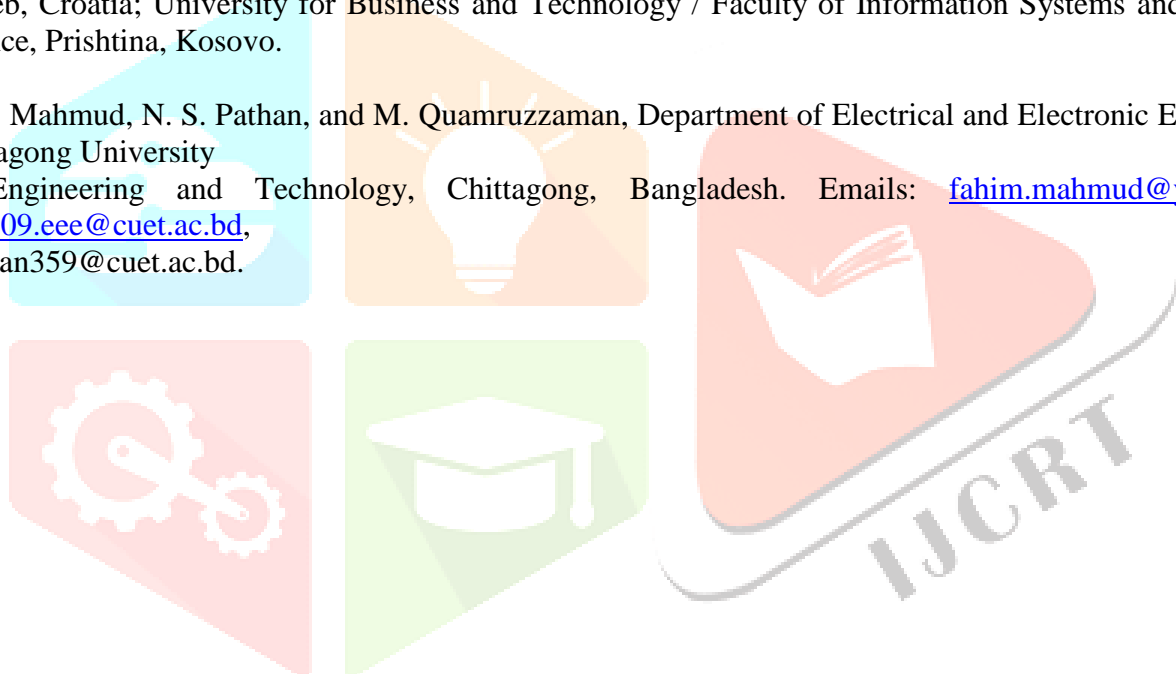 eb, Croatia; University for Business and Technology / Faculty of Information Systems and
ce, Prishtina, Kosovo.
Mahmud, N. S. Pathan, and M. Quamruzzaman, Department of Electrical and Electronic E
agong University
Engineering and Technology, Chittagong, Bangladesh. Emails: fahim.mahmud@
09.eee@cuet.ac.bd,
an359@cuet.ac.bd.
IJCRT